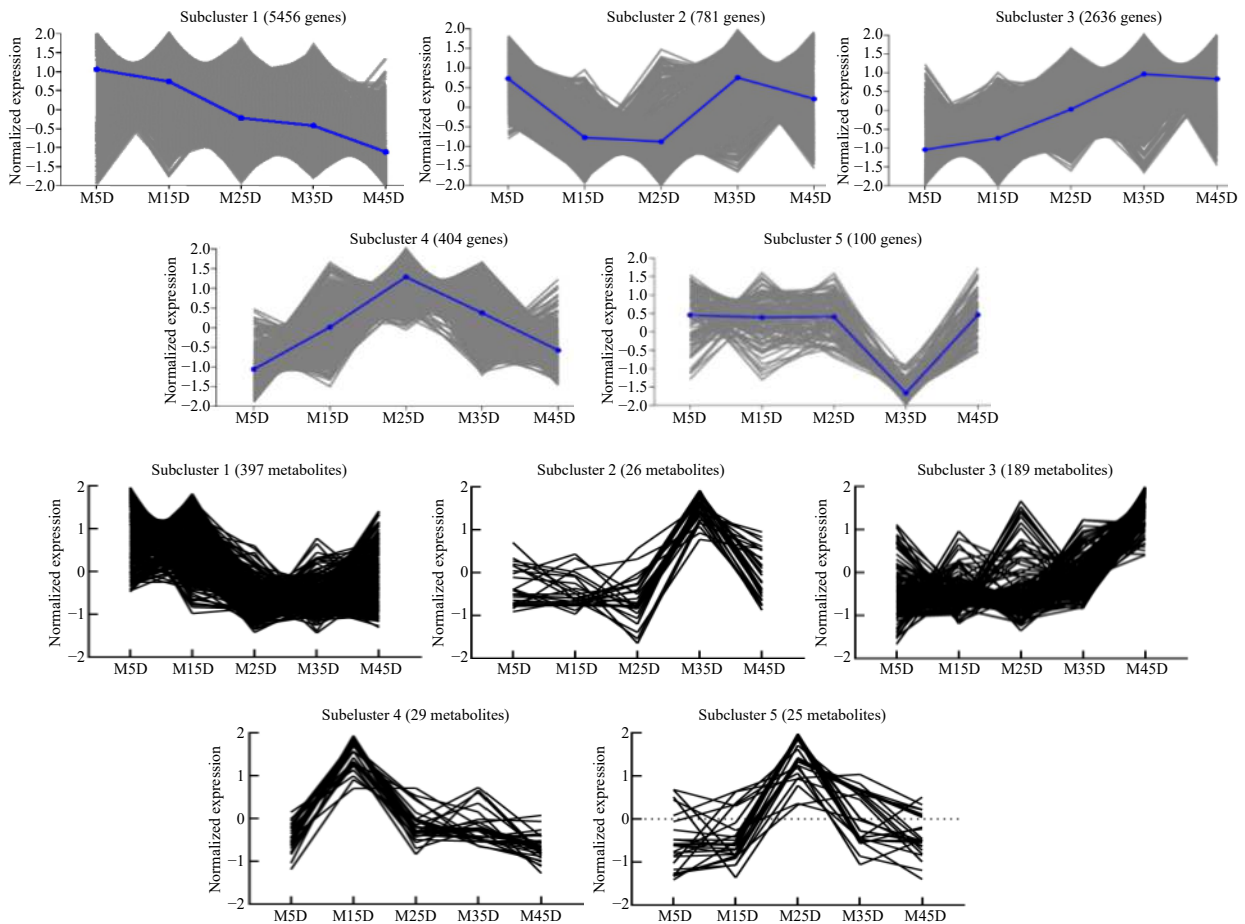 Subcluster 1 (5456 genes)
Normalized expression
2.0
1.5
1.0
0.5
0
−0.5
−1.0
−1.5
−2.0
M5D M15D M25D M35D M45D
Subcluster 2 (781 genes)
Normalized expression
2.0
1.5
1.0
0.5
0
−0.5
−1.0
−1.5
−2.0
M5D M15D M25D M35D M45D
Subcluster 3 (2636 genes)
Normalized expression
2.0
1.5
1.0
0.5
0
−0.5
−1.0
−1.5
−2.0
M5D M15D M25D M35D M45D
Subcluster 4 (404 genes)
Normalized expression
2.0
1.5
1.0
0.5
0
−0.5
−1.0
−1.5
−2.0
M5D M15D M25D M35D M45D
Subcluster 5 (100 genes)
Normalized expression
2.0
1.5
1.0
0.5
0
−0.5
−1.0
−1.5
−2.0
M5D M15D M25D M35D M45D
Subcluster 1 (397 metabolites)
Normalized expression
2
1
0
−1
−2
M5D M15D M25D M35D M45D
Subcluster 2 (26 metabolites)
Normalized expression
2
1
0
−1
−2
M5D M15D M25D M35D M45D
Subcluster 3 (189 metabolites)
Normalized expression
2
1
0
−1
−2
M5D M15D M25D M35D M45D
Subeluster 4 (29 metabolites)
Normalized expression
2
1
0
−1
−2
M5D M15D M25D M35D M45D
Subcluster 5 (25 metabolites)
Normalized expression
2
1
0
−1
−2
M5D M15D M25D M35D M45D